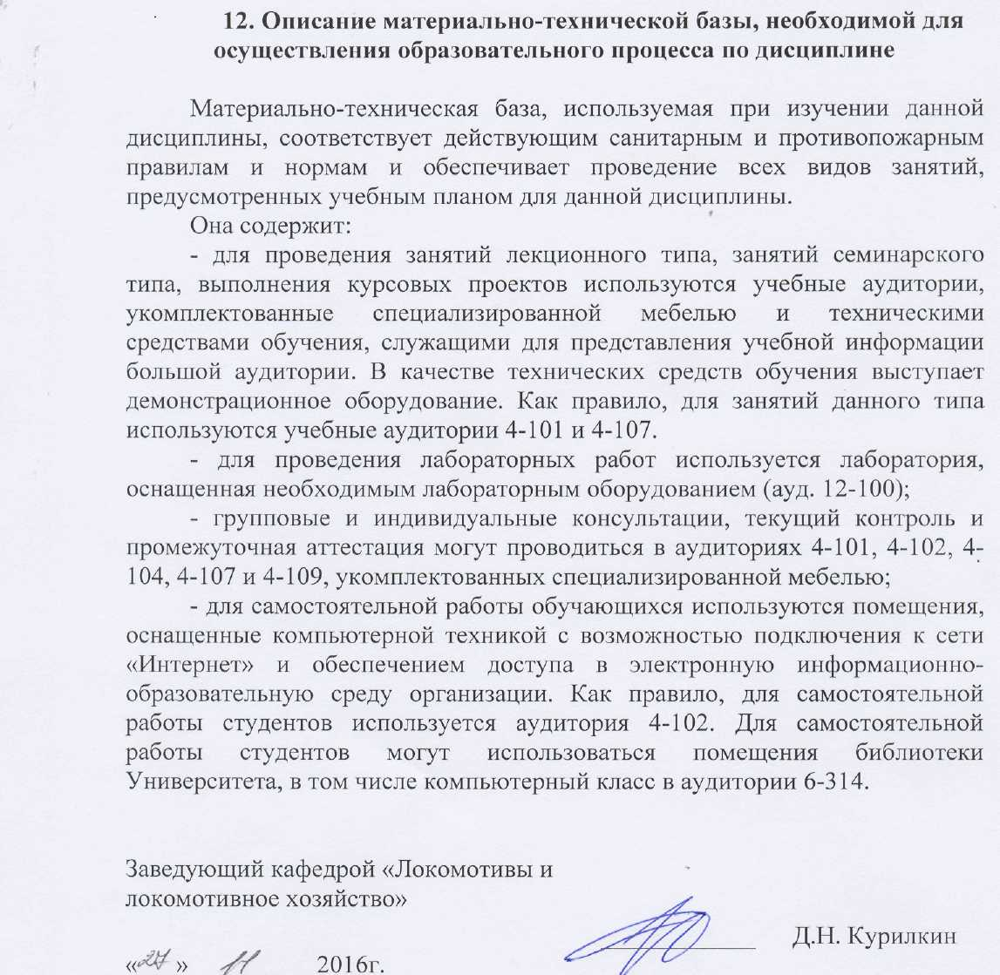 12. Описание материально-технической базы, необходимой для
осуществления образовательного процесса по дисциплине
Материально-техническая база, используемая при изучении данной
дисциплины, соответствует действующим санитарным и противопожарным
правилам и нормам и обеспечивает проведение всех видов занятий,
предусмотренных учебным планом для данной дисциплины.
Она содержит:
- для проведения занятий лекционного типа, занятий семинарского
типа, выполнения курсовых проектов используются учебные аудитории,
укомплектованные специализированной мебелью и техническими
средствами обучения, служащими для представления учебной информации
большой аудитории. В качестве технических средств обучения выступает
демонстрационное оборудование. Как правило, для занятий данного типа
используются учебные аудитории 4-101 и 4-107.
- для проведения лабораторных работ используется лаборатория,
оснащенная необходимым лабораторным оборудованием (ауд. 12-100);
- групповые и индивидуальные консультации, текущий контроль и
промежуточная аттестация могут проводиться в аудиториях 4-101, 4-102, 4-
104, 4-107 и 4-109, укомплектованных специализированной мебелью;
- для самостоятельной работы обучающихся используются помещения,
оснащенные компьютерной техникой с возможностью подключения к сети
«Интернет» и обеспечением доступа в электронную информационно-
образовательную среду организации. Как правило, для самостоятельной
работы студентов используется аудитория 4-102. Для самостоятельной
работы студентов могут использоваться помещения библиотеки
Университета, в том числе компьютерный класс в аудитории 6-314.
Заведующий кафедрой «Локомотивы и
локомотивное хозяйство»
Д.Н. Курилкин
«27» 11 2016г.